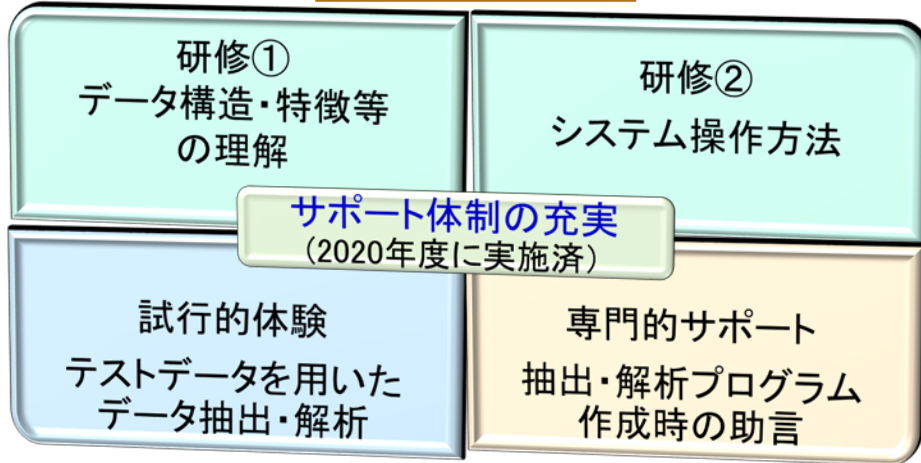 研修①
データ構造・特徴等
の理解
研修②
システム操作方法
サポート体制の充実
(2020年度に実施済)
試行的体験
テストデータを用いた
データ抽出・解析
専門的サポート
抽出・解析プログラム
作成時の助言